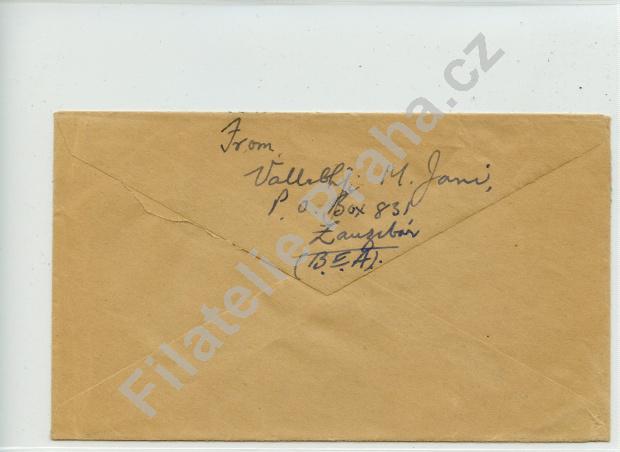 From,
Vallabhji M. Jani,
P. O Box 831
Zanzibar
(B.E.A).
Filatelie-Praha.cz